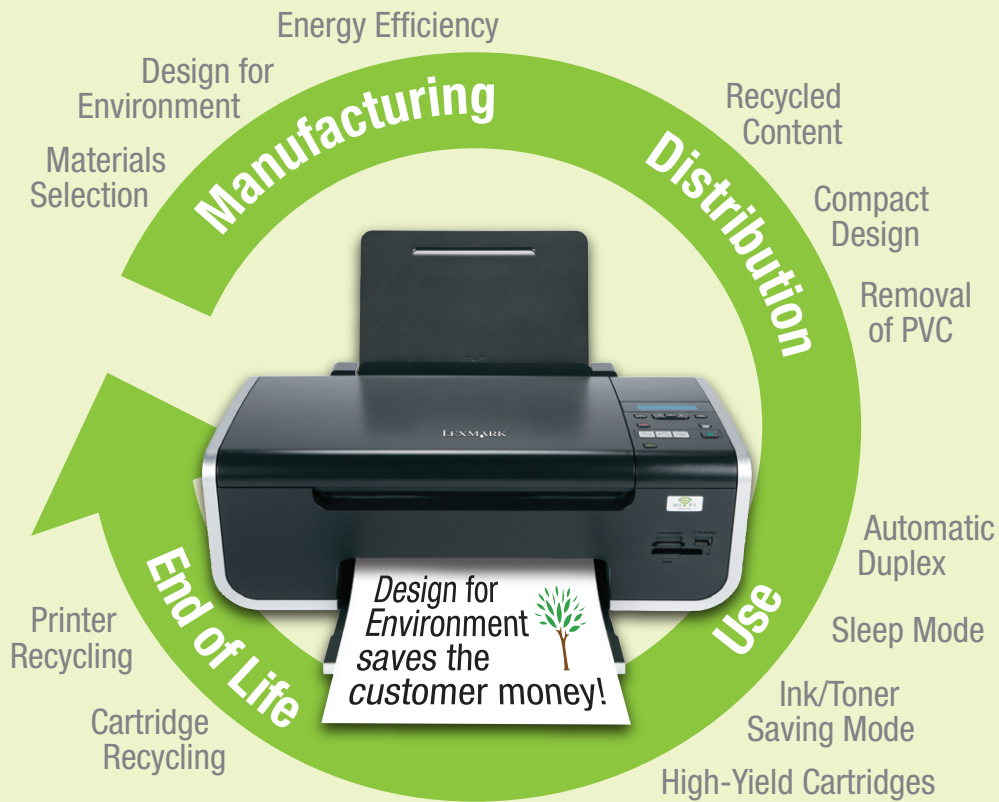 Energy Efficiency
Design for
Environment
Materials
Selection
Manufacturing
Recycled
Content
Distribution
Compact
Design
Removal
of PVC
LEXMARK
Automatic
Duplex
Use
Sleep Mode
Ink/Toner
Saving Mode
High-Yield Cartridges
End of Life
Printer
Recycling
Cartridge
Recycling
Design for
Environment
saves the
customer money!